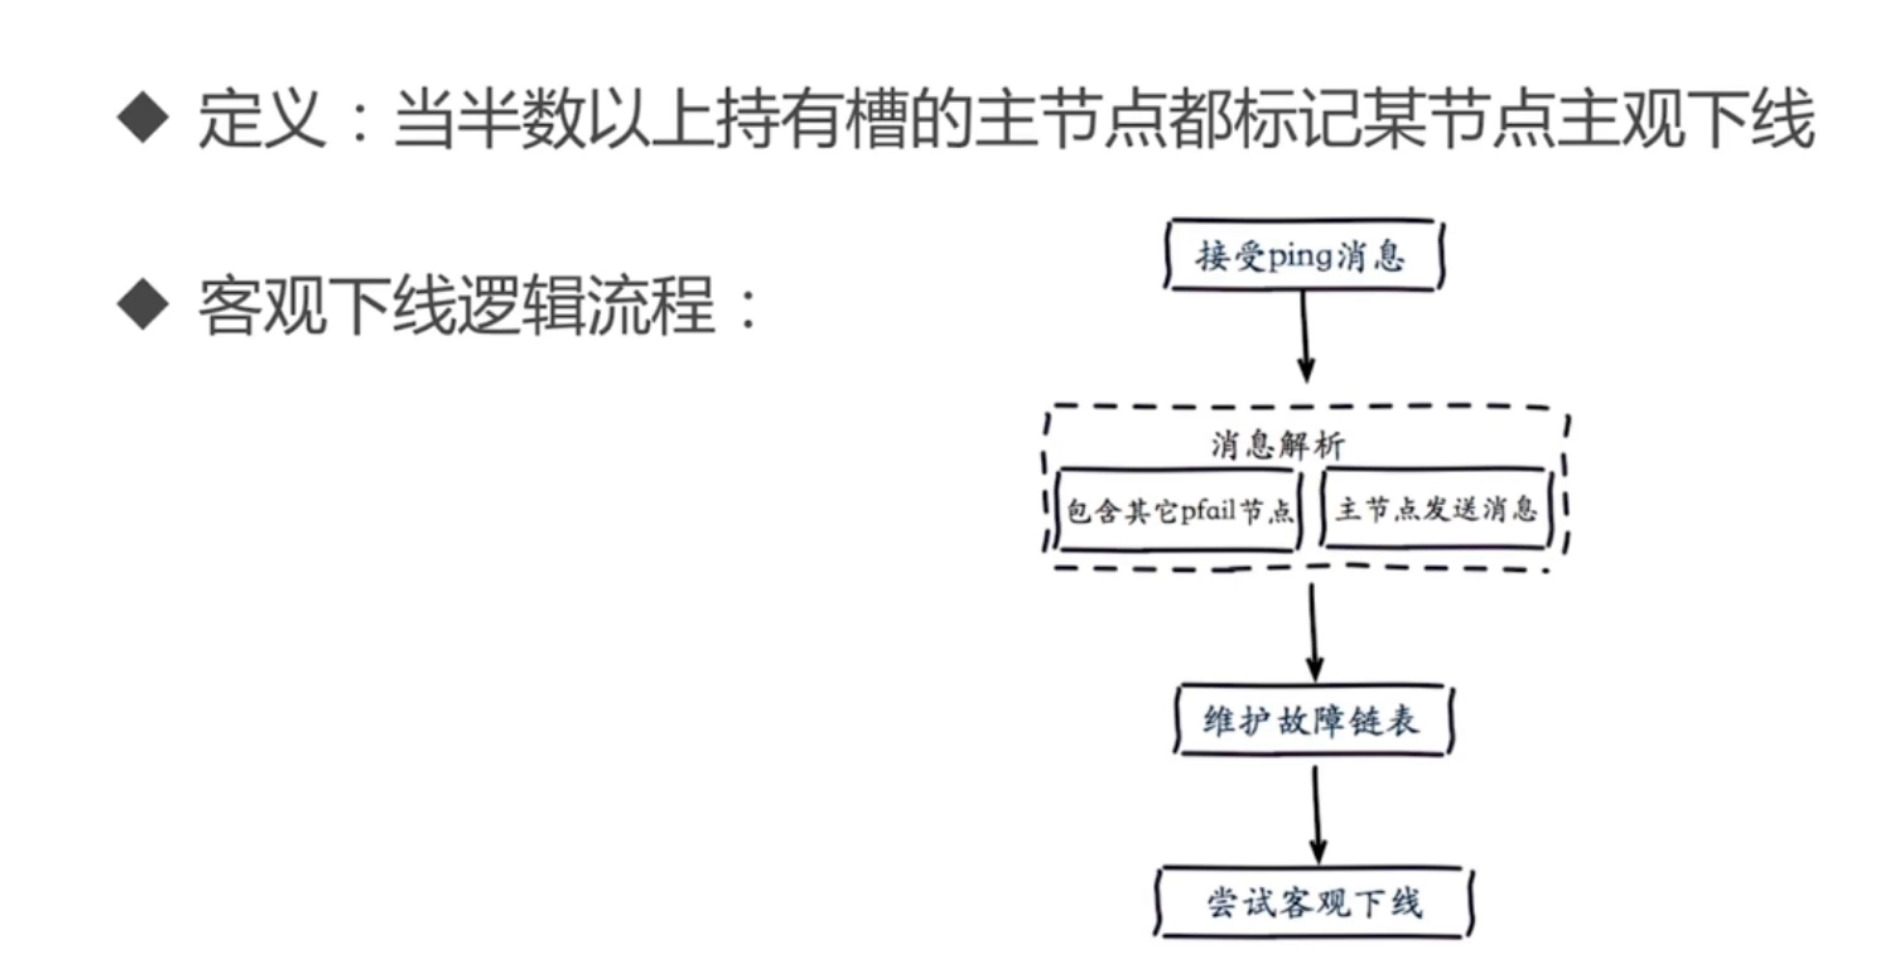 定义：当半数以上持有槽的主节点都标记某节点主观下线
客观下线逻辑流程：
接受ping消息
消息解析
包含其它pfail节点
主节点发送消息
维护故障链表
尝试客观下线